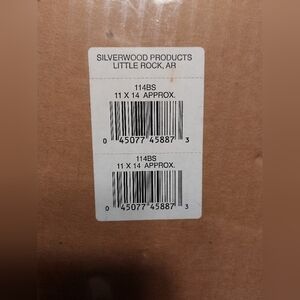 SILVERWOOD PRODUCTS
LITTLE ROCK, AR
114BS
11 X 14 APPROX.
0 45077 45887 3
114BS
11 X 14 APPROX.
0 45077 45887 3